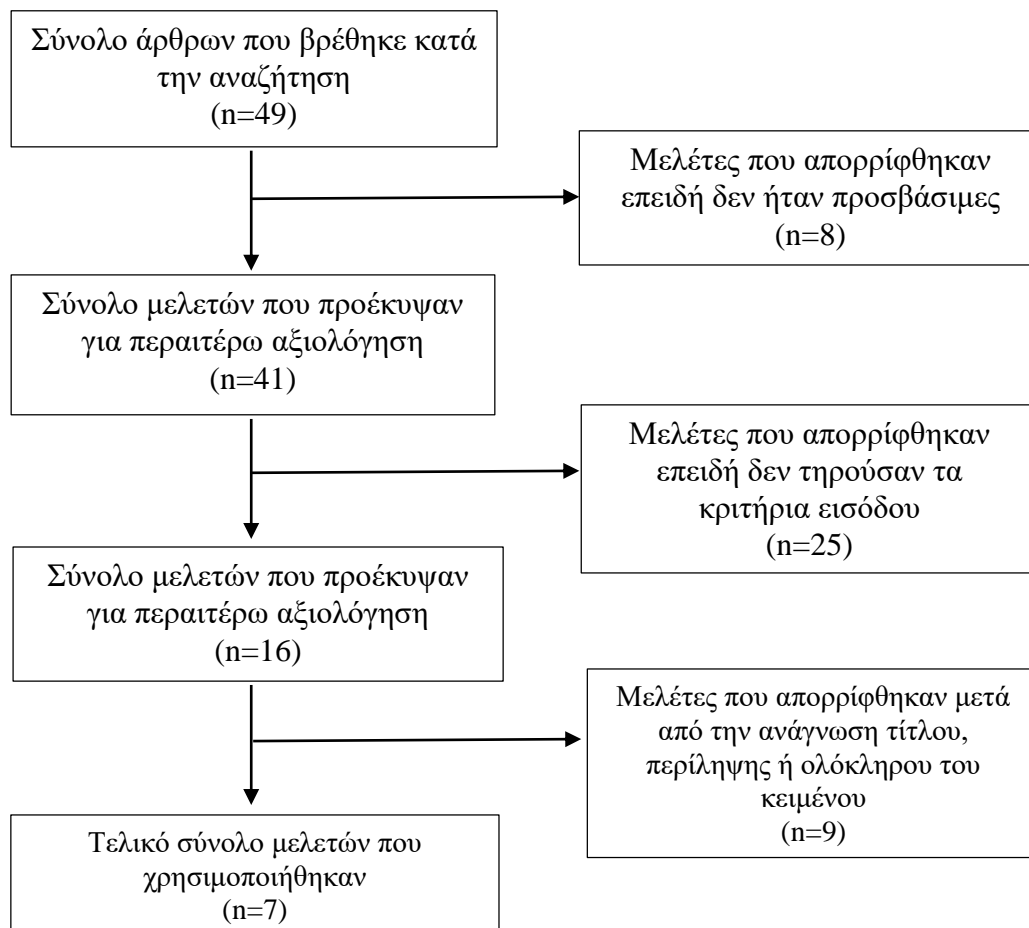 Σύνολο άρθρων που βρέθηκε κατά
την αναζήτηση
(n=49)
Μελέτες που απορρίφθηκαν
επειδή δεν ήταν προσβάσιμες
(n=8)
Σύνολο μελετών που προέκυψαν
για περαιτέρω αξιολόγηση
(n=41)
Μελέτες που απορρίφθηκαν
επειδή δεν τηρούσαν τα
κριτήρια εισόδου
(n=25)
Σύνολο μελετών που προέκυψαν
για περαιτέρω αξιολόγηση
(n=16)
Μελέτες που απορρίφθηκαν μετά
από την ανάγνωση τίτλου,
περίληψης ή ολόκληρου του
κειμένου
(n=9)
Τελικό σύνολο μελετών που
χρησιμοποιήθηκαν
(n=7)